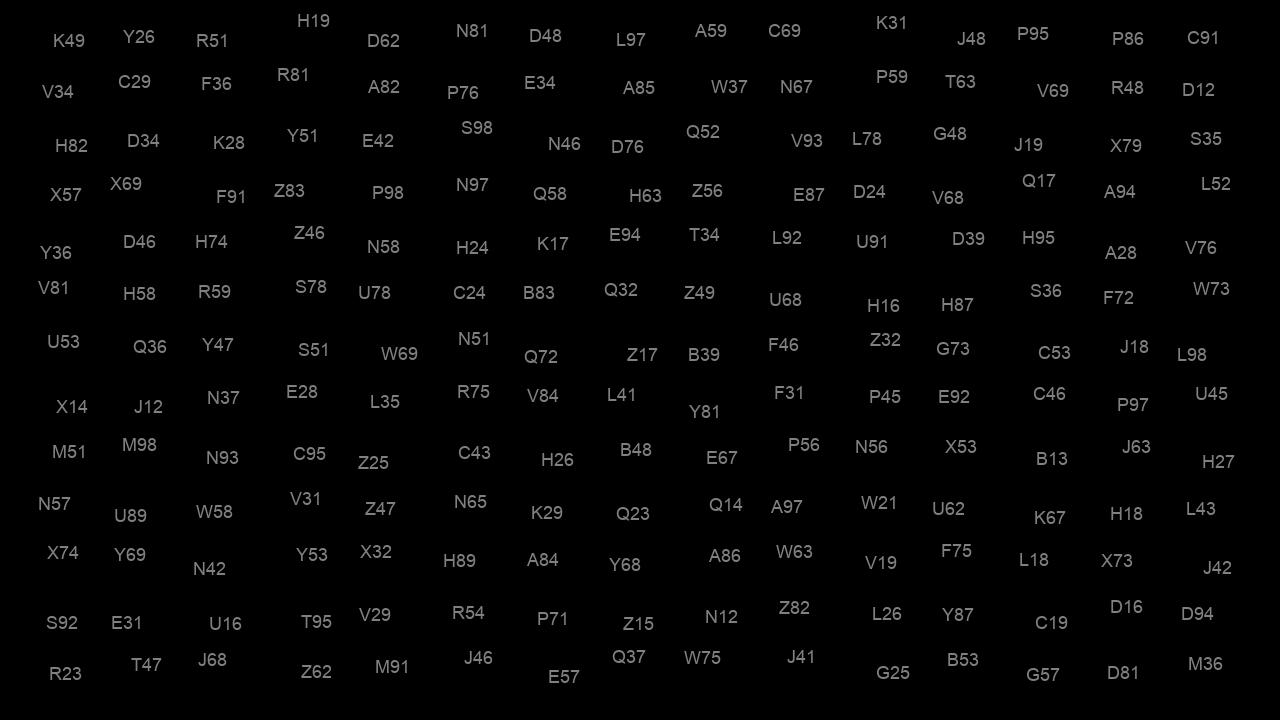 K49 Y26 R51 H19 D62 N81 D48 L97 A59 C69 K31 J48 P95 P86 C91
V34 C29 F36 R81 A82 P76 E34 A85 W37 N67 P59 T63 V69 R48 D12
H82 D34 K28 Y51 E42 S98 N46 D76 Q52 V93 L78 G48 J19 X79 S35
X57 X69 F91 Z83 P98 N97 Q58 H63 Z56 E87 D24 V68 Q17 A94 L52
Y36 D46 H74 Z46 N58 H24 K17 E94 T34 L92 U91 D39 H95 A28 V76
V81 H58 R59 S78 U78 C24 B83 Q32 Z49 U68 H16 H87 S36 F72 W73
U53 Q36 Y47 S51 W69 N51 Q72 Z17 B39 F46 Z32 G73 C53 J18 L98
X14 J12 N37 E28 L35 R75 V84 L41 Y81 F31 P45 E92 C46 P97 U45
M51 M98 N93 C95 Z25 C43 H26 B48 E67 P56 N56 X53 B13 J63 H27
N57 U89 W58 V31 Z47 N65 K29 Q23 Q14 A97 W21 U62 K67 H18 L43
X74 Y69 N42 Y53 X32 H89 A84 Y68 A86 W63 V19 F75 L18 X73 J42
S92 E31 U16 T95 V29 R54 P71 Z15 N12 Z82 L26 Y87 C19 D16 D94
R23 T47 J68 Z62 M91 J46 E57 Q37 W75 J41 G25 B53 G57 D81 M36